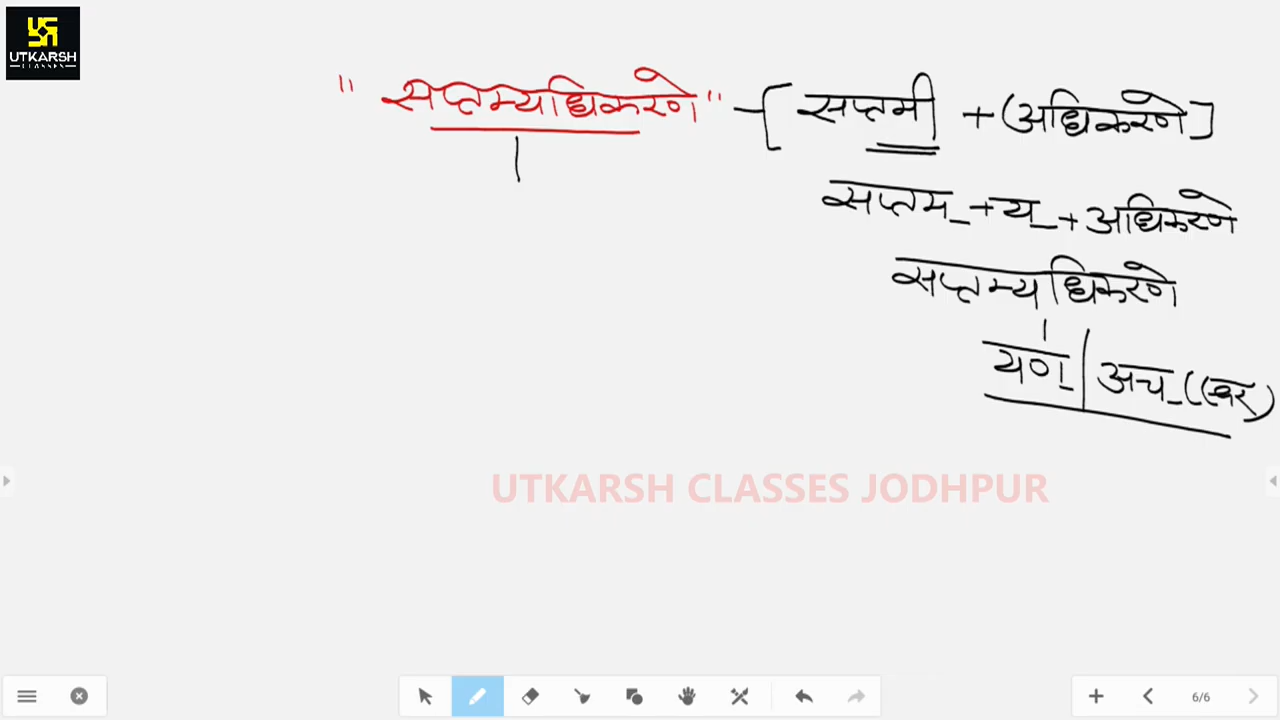 UTKARSH
CLASSES
"सप्तम्यधिकरणे" - [सप्तमी + (अधिकरणे]
सप्तम् + य् + अधिकरणे
सप्तम्यधिकरणे
यण् | अच् ((स्वर)
UTKARSH CLASSES JODHPUR
6/6